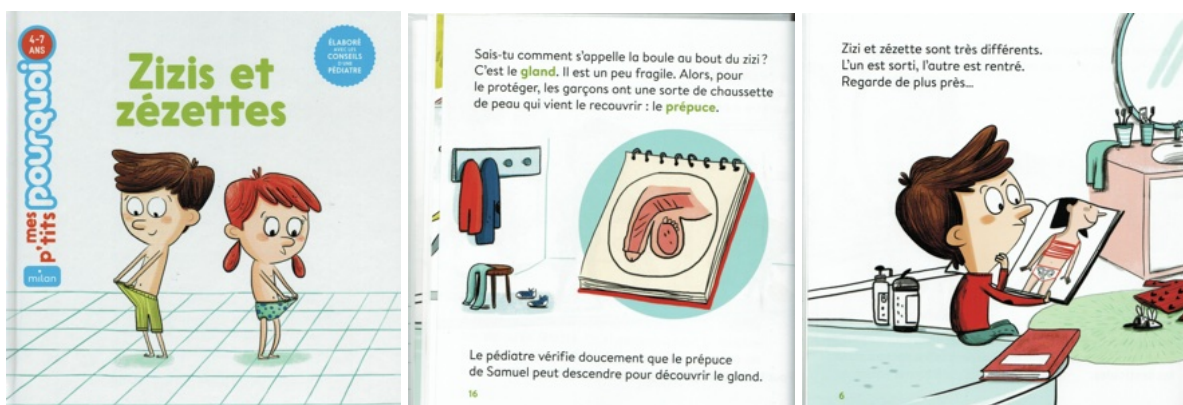 4-7
ANS
mes
p'tits
pourquoi
milan
Zizis et
zézettes
ÉLABORÉ
AVEC LES
CONSEILS
D'UNE
PÉDIATRE
Sais-tu comment s'appelle la boule au bout du zizi ?
C'est le gland. Il est un peu fragile. Alors, pour
le protéger, les garçons ont une sorte de chaussette
de peau qui vient le recouvrir : le prépuce.
Le pédiatre vérifie doucement que le prépuce
de Samuel peut descendre pour découvrir le gland.
16
Zizi et zézette sont très différents.
L'un est sorti, l'autre est rentré.
Regarde de plus près...
6